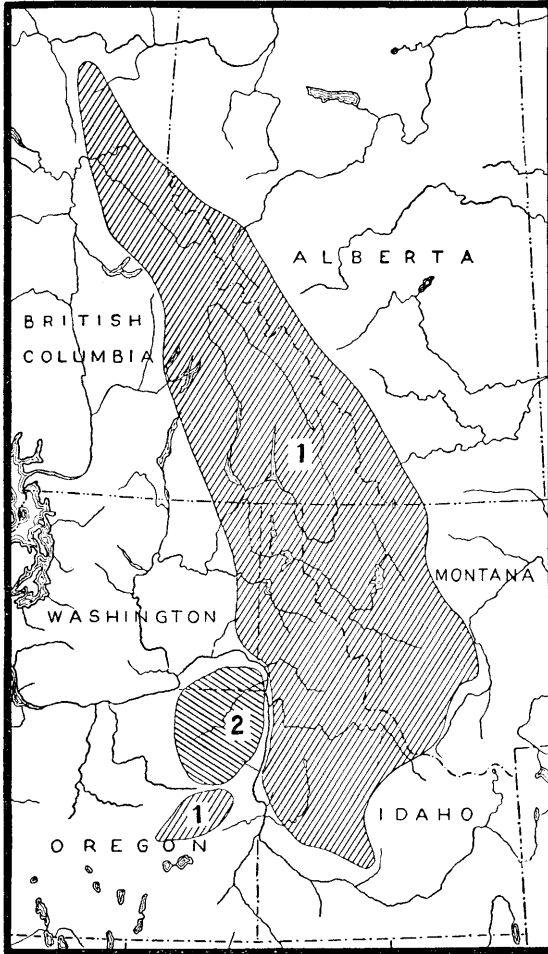 ALBERTA
BRITISH
COLUMBIA
1
MONTANA
WASHINGTON
2
1
IDAHO
OREGON